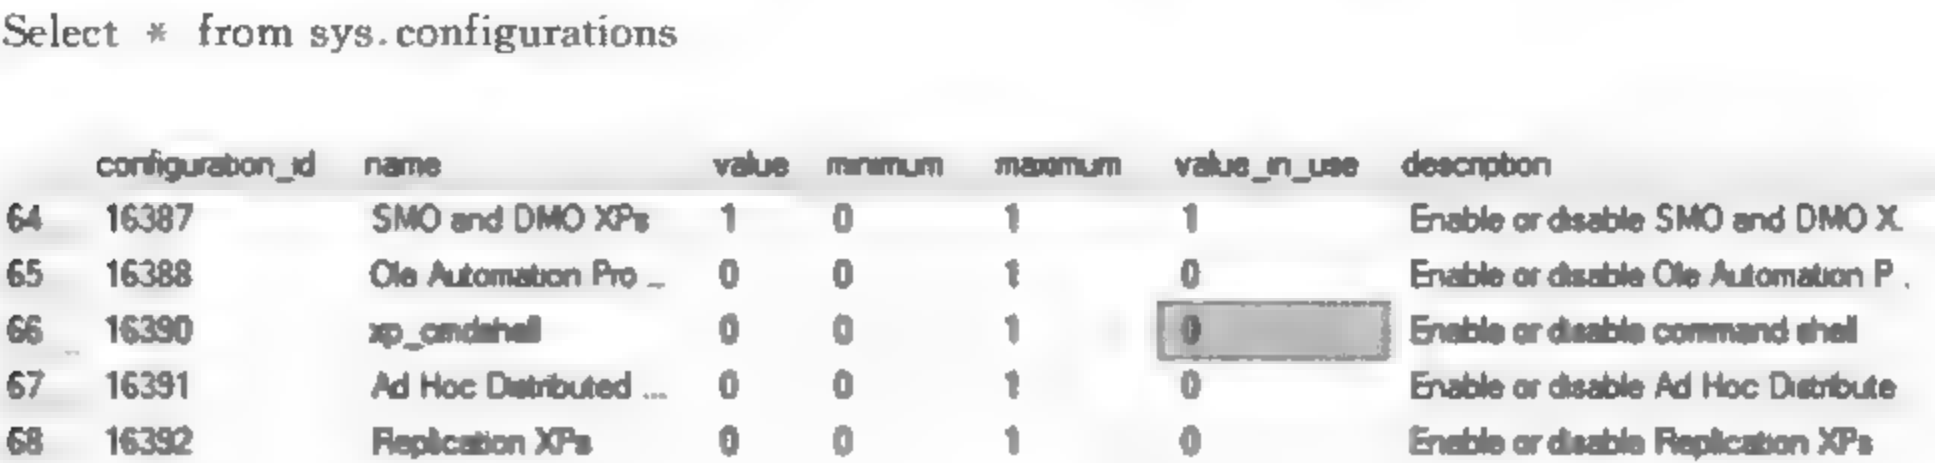 Select * from sys.configurations
configuration_id name value minimum maximum value_in_use description
64 16387 SMO and DMO XPs 1 0 1 1 Enable or disable SMO and DMO X.
65 16388 Ole Automation Pro ... 0 0 1 0 Enable or disable Ole Automation P .
66 16390 xp_cmdshell 0 0 1 0 Enable or disable command shell
67 16391 Ad Hoc Distributed ... 0 0 1 0 Enable or disable Ad Hoc Distribute
68 16392 Replication XPs 0 0 1 0 Enable or disable Replication XPs